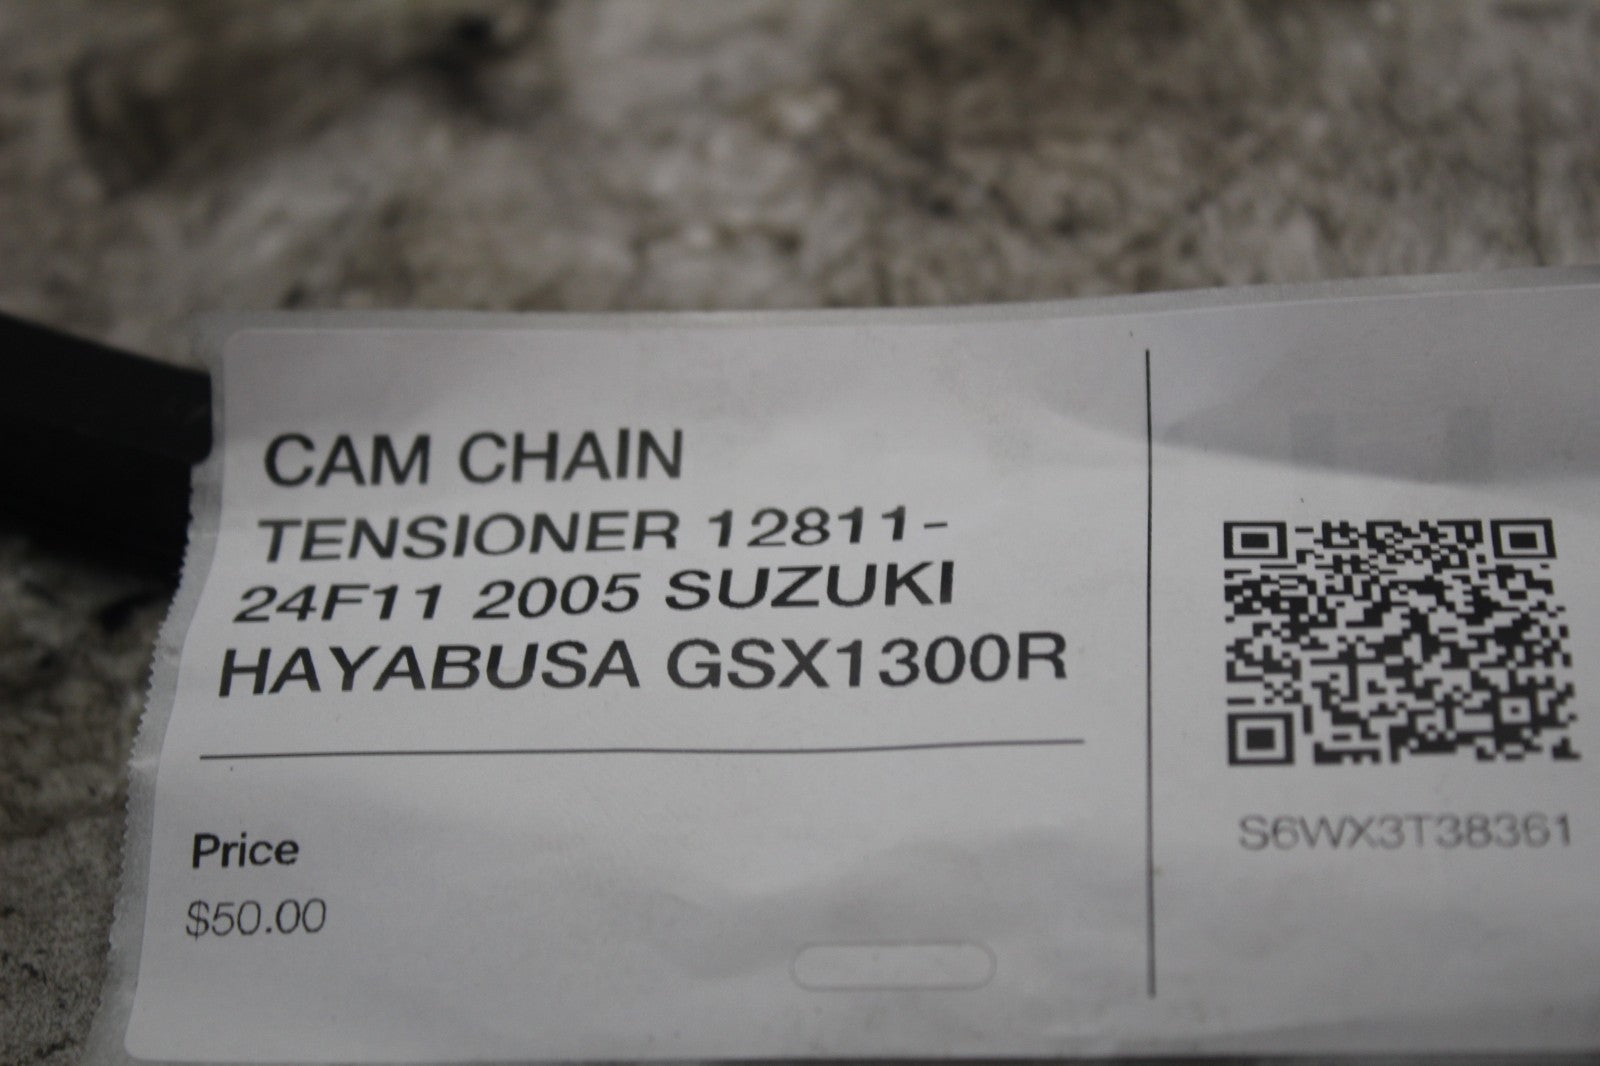 CAM CHAIN
TENSIONER 12811-
24F11 2005 SUZUKI
HAYABUSA GSX1300R
Price
$50.00
S6WX3T38361